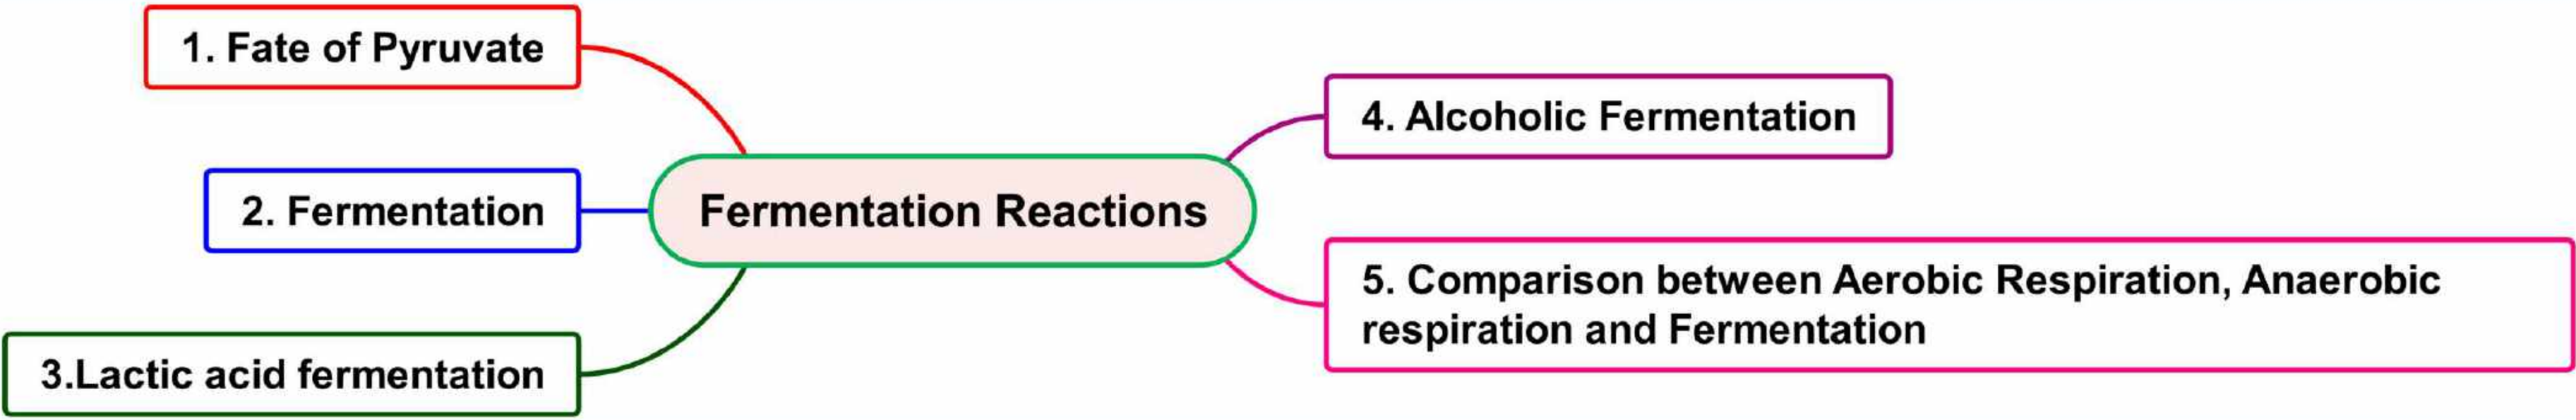 1. Fate of Pyruvate
2. Fermentation
3.Lactic acid fermentation
Fermentation Reactions
4. Alcoholic Fermentation
5. Comparison between Aerobic Respiration, Anaerobic
respiration and Fermentation